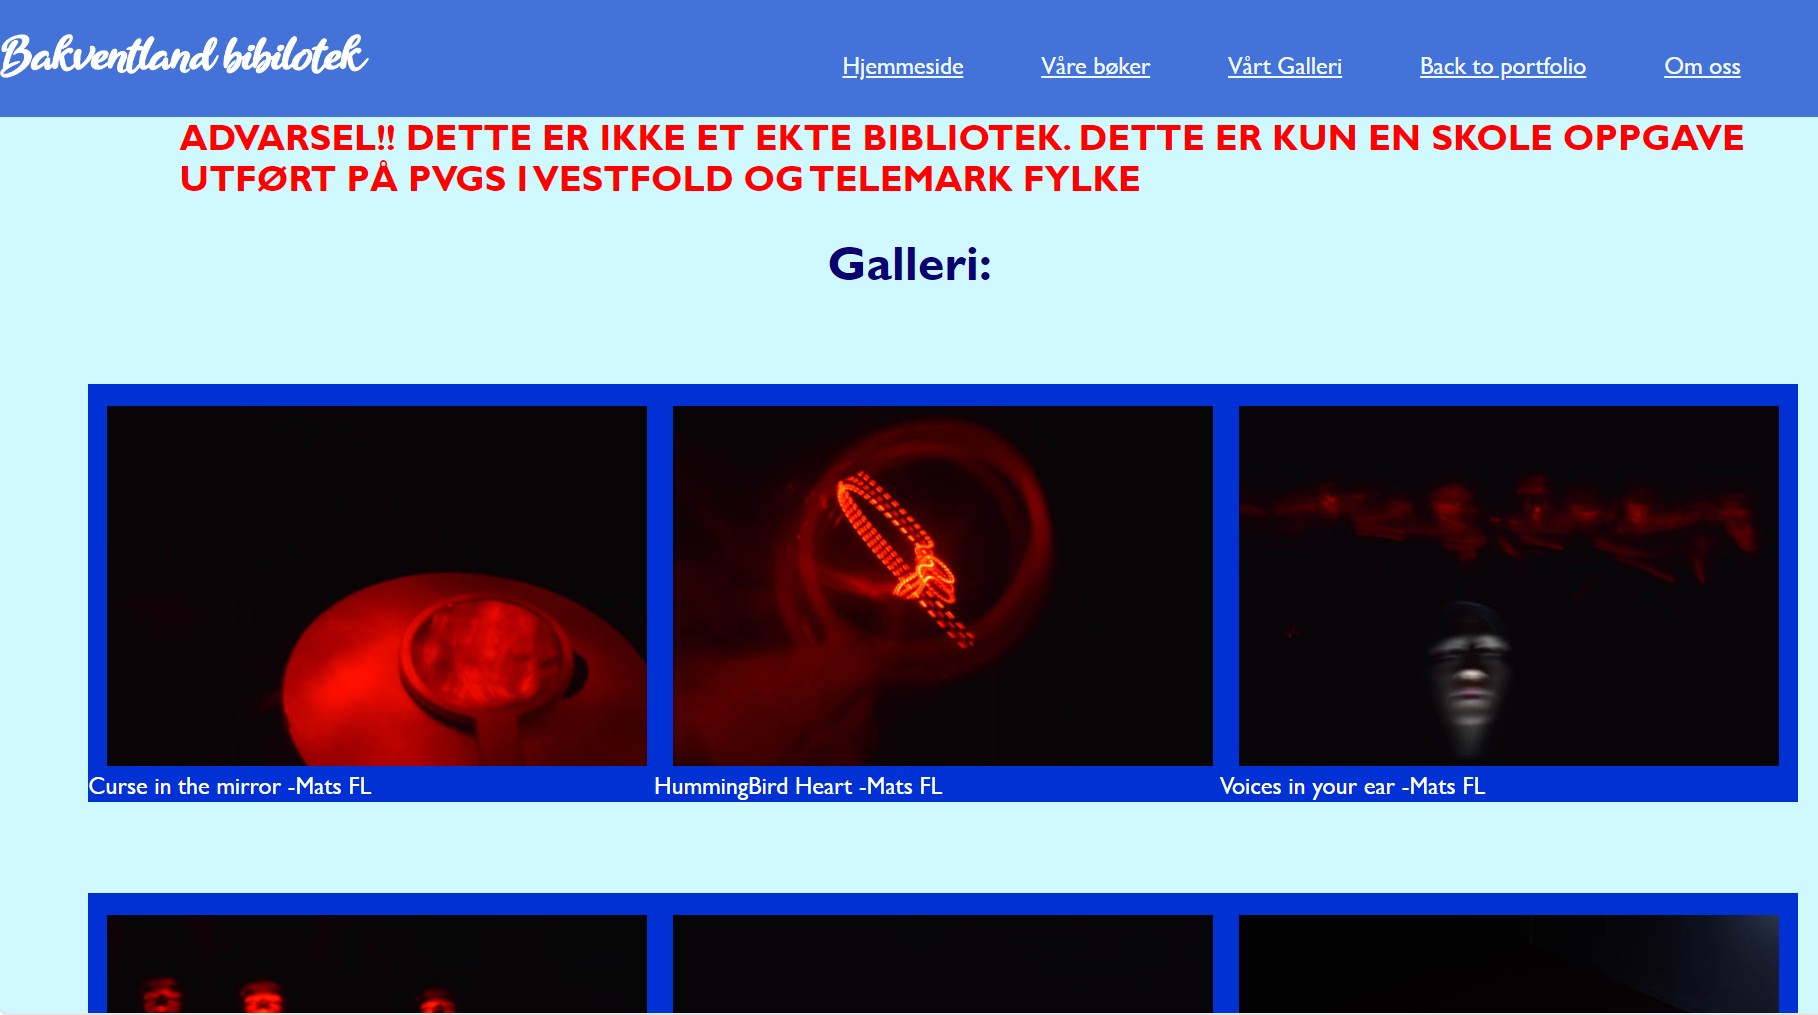 Bakventland bibilotek
Hjemmeside Våre bøker Vårt Galleri Back to portfolio Om oss
ADVARSEL!! DETTE ER IKKE ET EKTE BIBLIOTEK. DETTE ER KUN EN SKOLE OPPGAVE
UTFØRT PÅ PVGS I VESTFOLD OG TELEMARK FYLKE
Galleri:
Curse in the mirror -Mats FL
HummingBird Heart -Mats FL
Voices in your ear -Mats FL